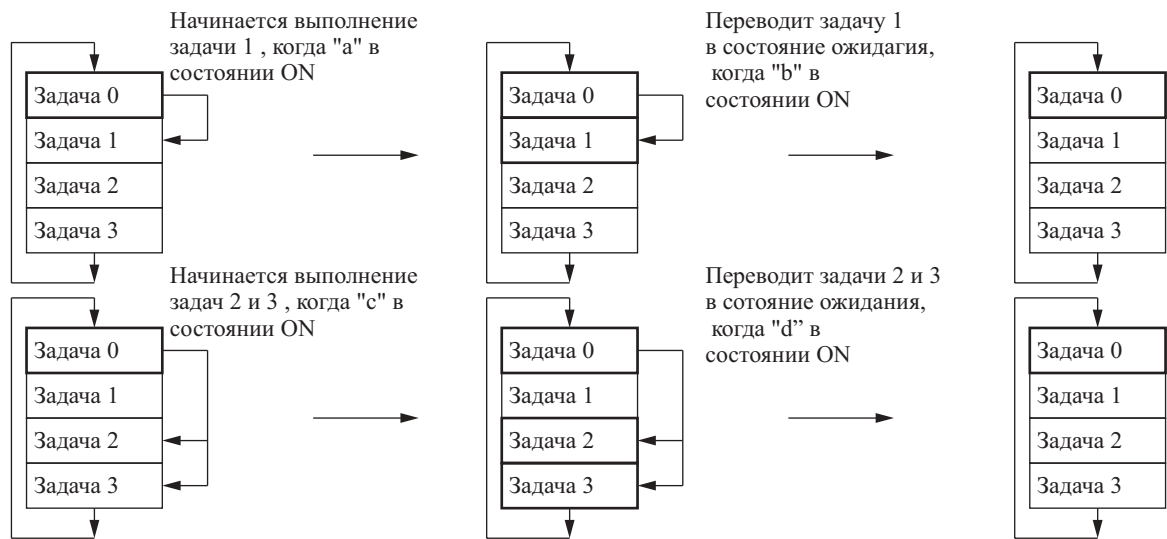 Начинается выполнение
задачи 1 , когда "a" в
состоянии ON
Переводит задачу 1
в состояние ожидагия,
когда "b" в
состоянии ON
Задача 0
Задача 1
Задача 2
Задача 3
Задача 0
Задача 1
Задача 2
Задача 3
Задача 0
Задача 1
Задача 2
Задача 3
Начинается выполнение
задач 2 и 3 , когда "c" в
состоянии ON
Переводит задачи 2 и 3
в сотояние ожидания,
когда "d” в
состоянии ON
Задача 0
Задача 1
Задача 2
Задача 3
Задача 0
Задача 1
Задача 2
Задача 3
Задача 0
Задача 1
Задача 2
Задача 3